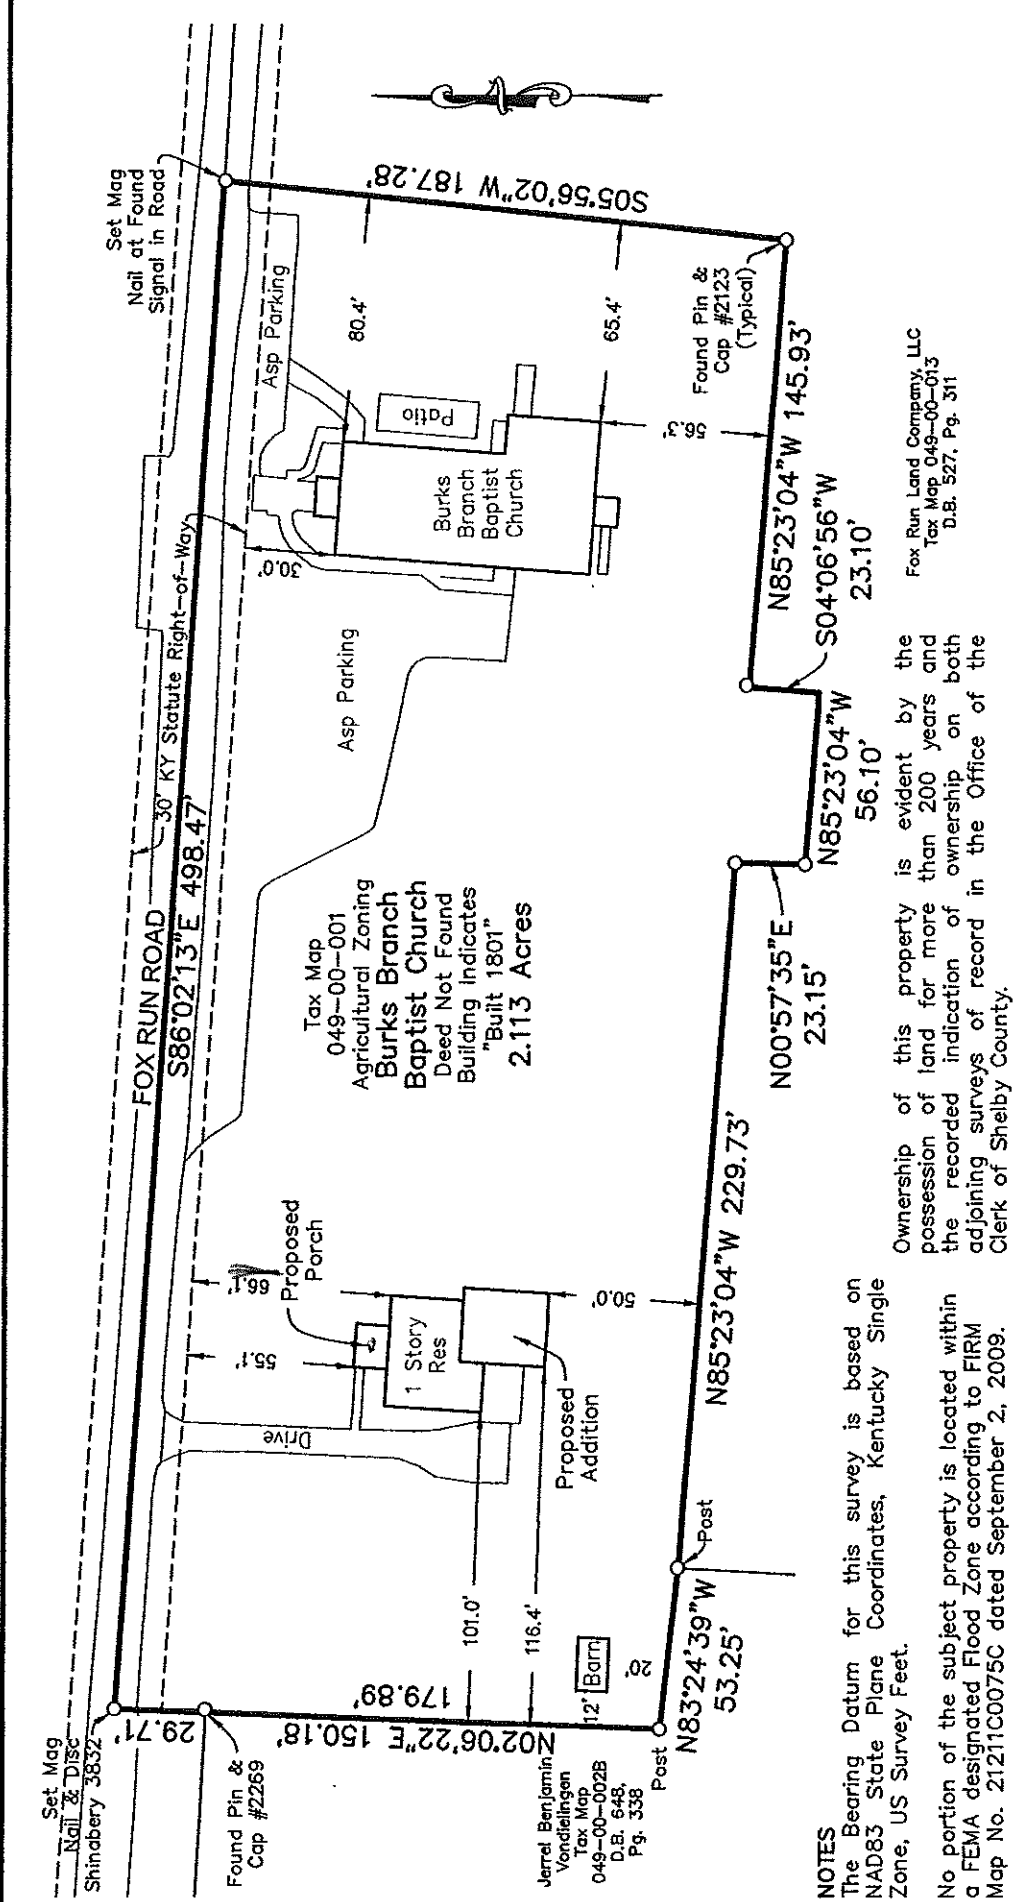 Set Mag
Nail & Disc
Shinabery 3832
29.71'
Found Pin &
Cap #2269
N02°06'22"E 150.18'
179.89'
Jerrel Benjamin
Vondielingen
Tax Map
049-00-002B
D.B. 648,
Pg. 338
Post
N83°24'39"W
53.25'
12'
Barn
20'
101.0'
116.4'
Post
Drive
55.1'
66.1'
Proposed
Porch
1 Story
Res
Proposed
Addition
50.0'
N85°23'04"W 229.73'
FOX RUN ROAD
S86°02'13"E 498.47'
30' KY Statute Right-of-Way
Tax Map
049-00-001
Agricultural Zoning
Burks Branch
Baptist Church
Deed Not Found
Building Indicates
"Built 1801"
2.113 Acres
N00°57'35"E
23.15'
N85°23'04"W
56.10'
S04°06'56"W
23.10'
N85°23'04"W 145.93'
Asp Parking
30.0'
Burks
Branch
Baptist
Church
Patio
Asp Parking
80.4'
65.4'
56.3'
Set Mag
Nail at Found
Signal in Road
S05°56'02"W 187.28'
N
Found Pin &
Cap #2123
(Typical)
Fox Run Land Company, LLC
Tax Map 049-00-013
D.B. 527, Pg. 311
NOTES
The Bearing Datum for this survey is based on
NAD83 State Plane Coordinates, Kentucky Single
Zone, US Survey Feet.
No portion of the subject property is located within
a FEMA designated Flood Zone according to FIRM
Map No. 21211C0075C dated September 2, 2009.
Ownership of this property is evident by the
possession of land for more than 200 years and
the recorded indication of ownership on both
adjoining surveys of record in the Office of the
Clerk of Shelby County.